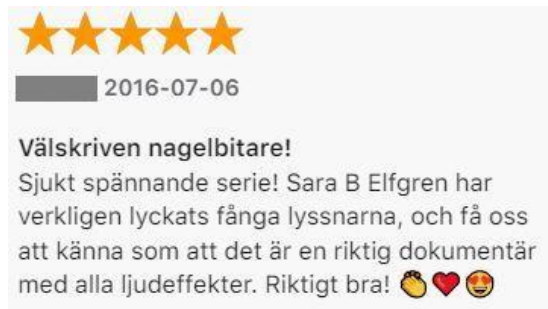 2016-07-06
Välskriven nagelbitare!
Sjukt spännande serie! Sara B Elfgren har
verkligen lyckats fånga lyssnarna, och få oss
att känna som att det är en riktig dokumentär
med alla ljudeffekter. Riktigt bra! 👏❤️😍